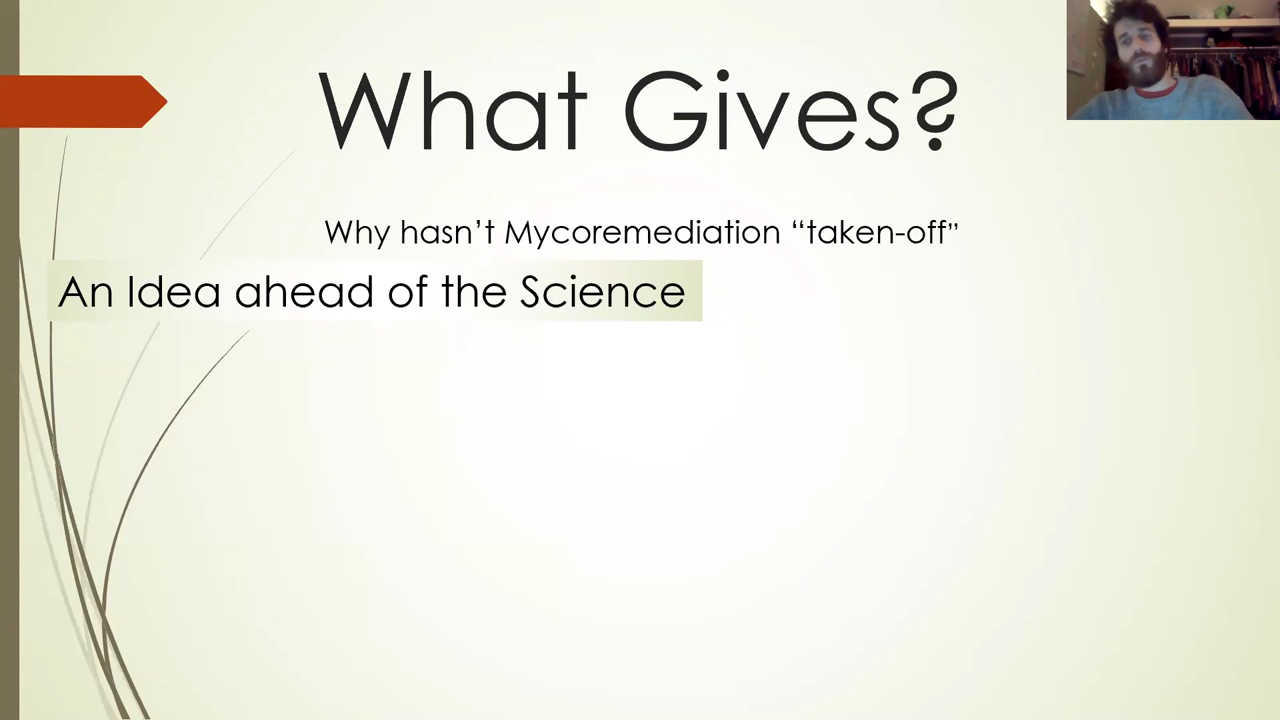 What Gives?
Why hasn’t Mycoremediation “taken-off”
An Idea ahead of the Science